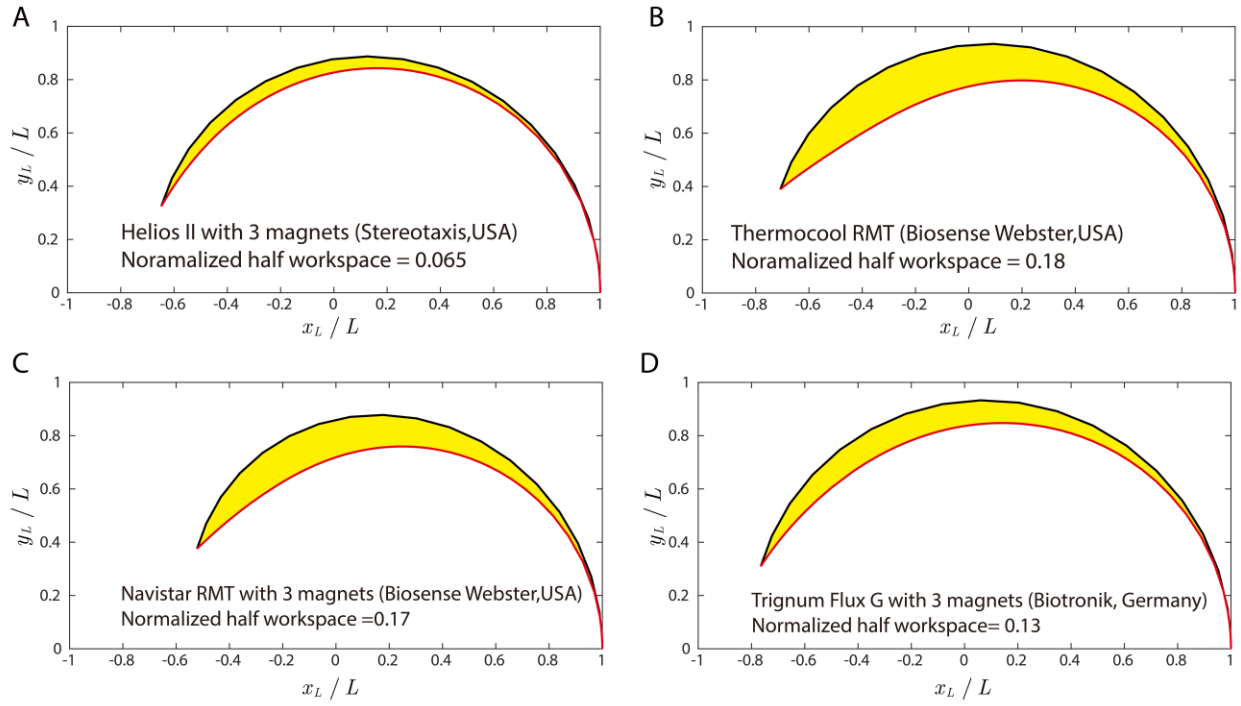 A
1
0.8
0.6
0.4
0.2
0
y_L / L
-1 -0.8 -0.6 -0.4 -0.2 0 0.2 0.4 0.6 0.8 1
x_L / L
Helios II with 3 magnets (Stereotaxis,USA)
Noramalized half workspace = 0.065
B
1
0.8
0.6
0.4
0.2
0
y_L / L
-1 -0.8 -0.6 -0.4 -0.2 0 0.2 0.4 0.6 0.8 1
x_L / L
Thermocool RMT (Biosense Webster,USA)
Noramalized half workspace = 0.18
C
1
0.8
0.6
0.4
0.2
0
y_L / L
-1 -0.8 -0.6 -0.4 -0.2 0 0.2 0.4 0.6 0.8 1
x_L / L
Navistar RMT with 3 magnets (Biosense Webster,USA)
Normalized half workspace =0.17
D
1
0.8
0.6
0.4
0.2
0
y_L / L
-1 -0.8 -0.6 -0.4 -0.2 0 0.2 0.4 0.6 0.8 1
x_L / L
Trignum Flux G with 3 magnets (Biotronik, Germany)
Normalized half workspace= 0.13